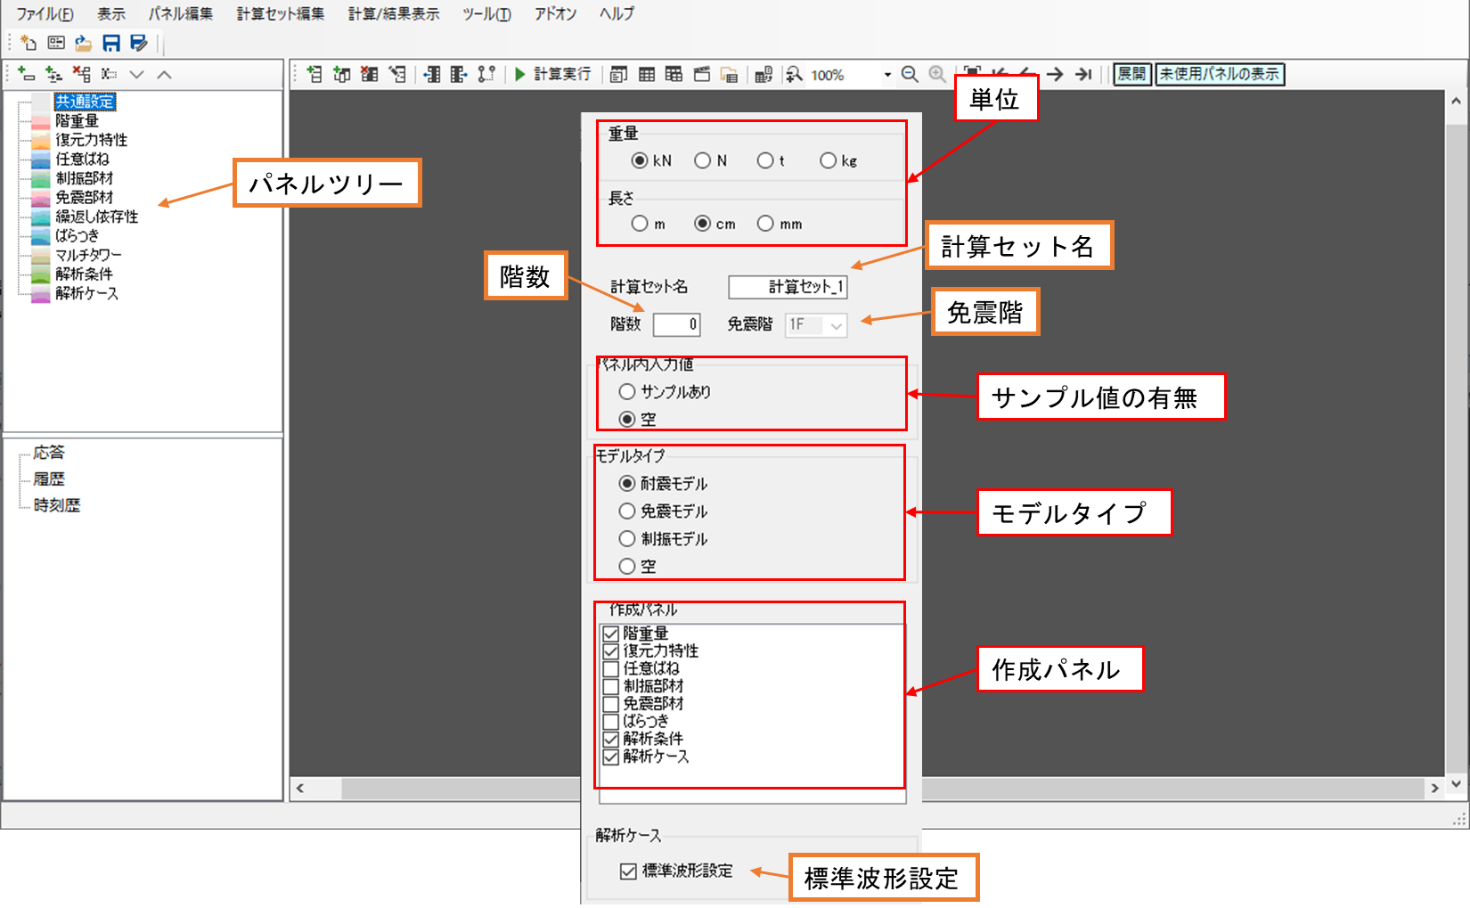 ファイル(F) 表示 パネル編集 計算セット編集 計算/結果表示 ツール(T) アドオン ヘルプ
計算実行 100% 展開 未使用パネルの表示
共通設定
階重量
復元力特性
任意ばね
制振部材
免震部材
繰返し依存性
ばらつき
マルチタワー
解析条件
解析ケース
パネルツリー
応答
履歴
時刻歴
単位
重量
kN N t kg
長さ
m cm mm
計算セット名
階数
計算セット名 計算セット_1
免震階
階数 0 免震階 1F
パネル内入力値
サンプルあり
空
サンプル値の有無
モデルタイプ
耐震モデル
免震モデル
制振モデル
空
モデルタイプ
作成パネル
階重量
復元力特性
任意ばね
制振部材
免震部材
ばらつき
解析条件
解析ケース
作成パネル
解析ケース
標準波形設定
標準波形設定